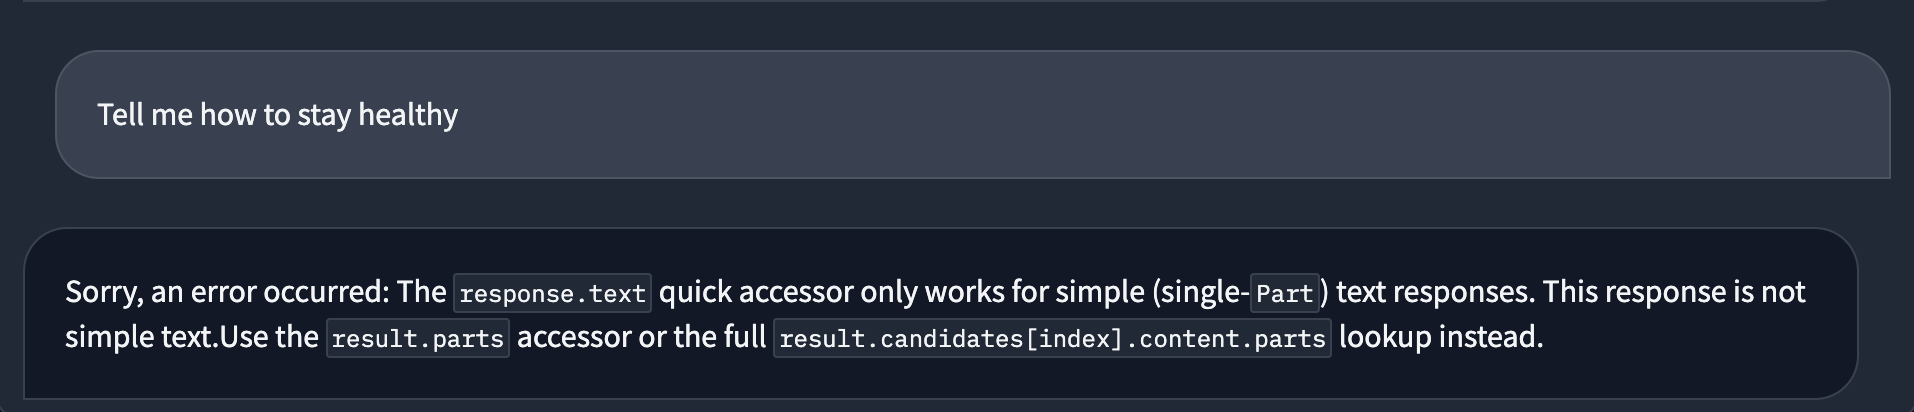 Tell me how to stay healthy
Sorry, an error occurred: The response.text quick accessor only works for simple (single-Part) text responses. This response is not
simple text.Use the result.parts accessor or the full result.candidates[index].content.parts lookup instead.